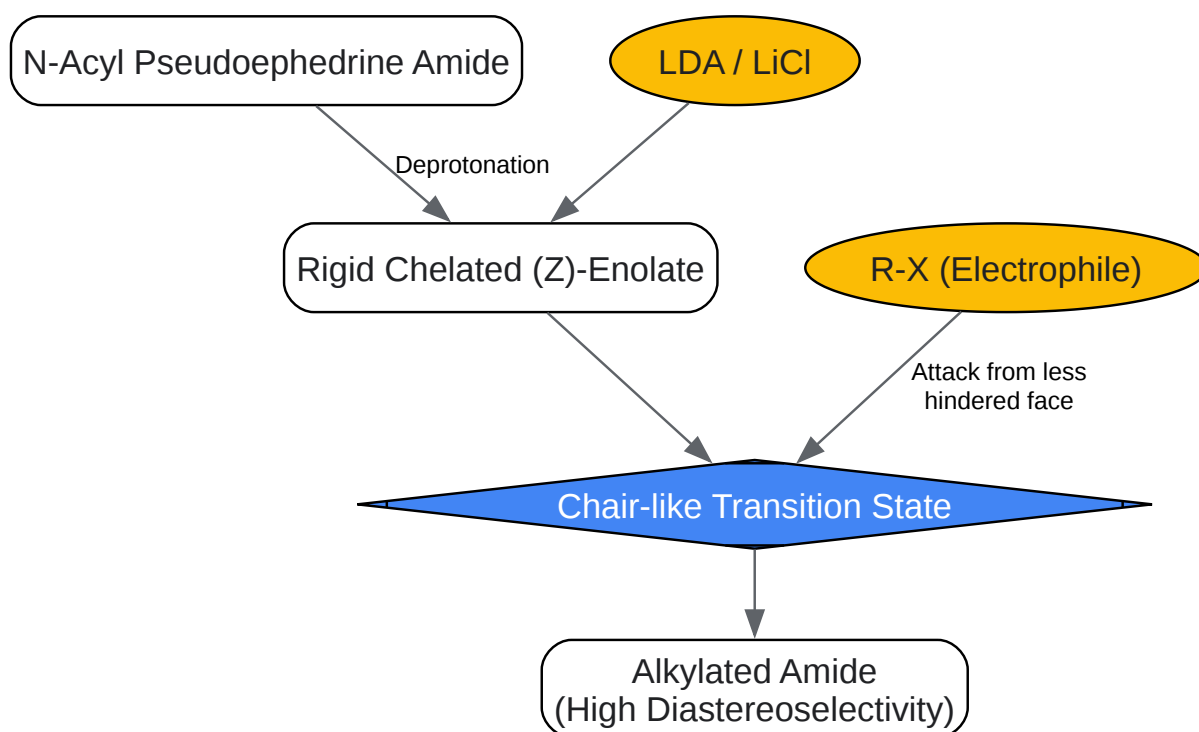 N-Acyl Pseudoephedrine Amide
LDA / LiCl
Deprotonation
Rigid Chelated (Z)-Enolate
R-X (Electrophile)
Attack from less
hindered face
Chair-like Transition State
Alkylated Amide
(High Diastereoselectivity)